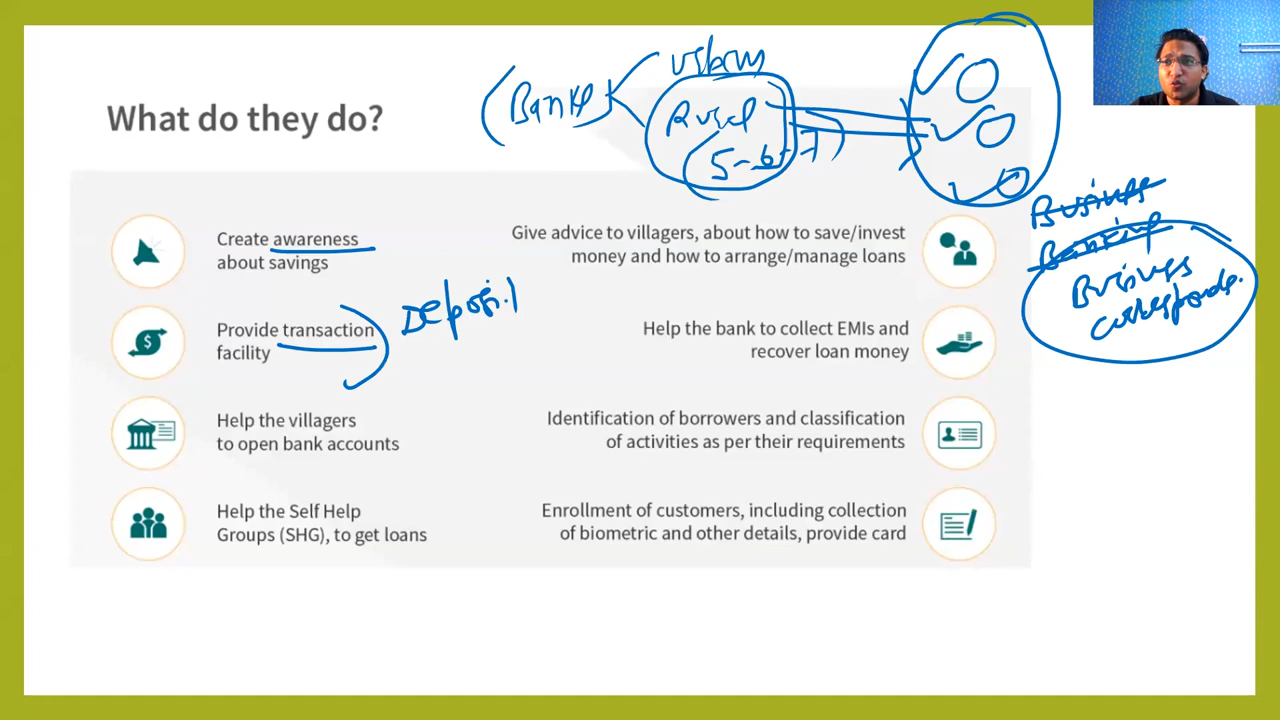 What do they do?
Create awareness
about savings
Provide transaction
facility
Help the villagers
to open bank accounts
Help the Self Help
Groups (SHG), to get loans
Give advice to villagers, about how to save/invest
money and how to arrange/manage loans
Help the bank to collect EMIs and
recover loan money
Identification of borrowers and classification
of activities as per their requirements
Enrollment of customers, including collection
of biometric and other details, provide card
5-6-7
Deposit
Business
Banking
Business